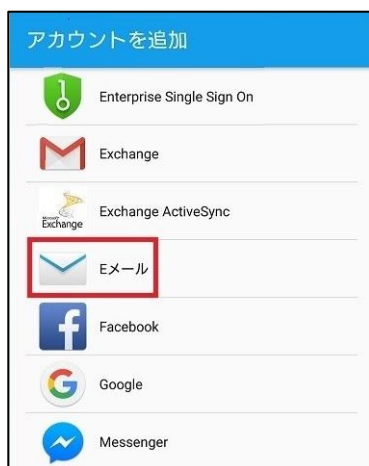 アカウントを追加
Enterprise Single Sign On
Exchange
Microsoft
Exchange
Exchange ActiveSync
Eメール
Facebook
Google
Messenger